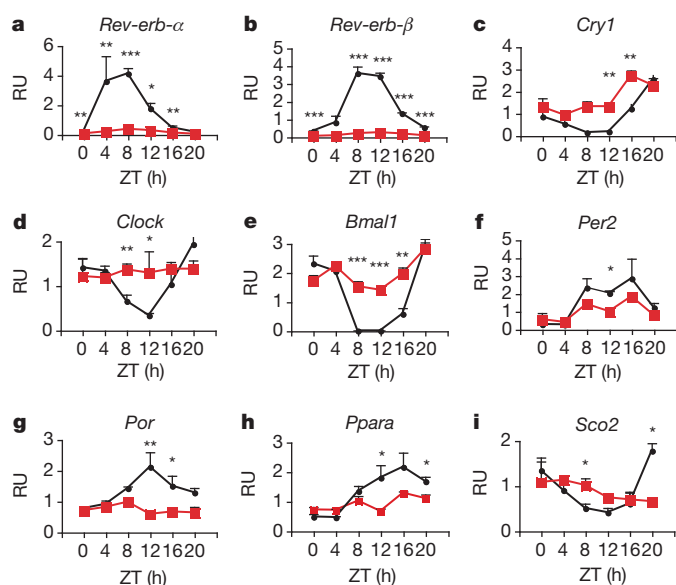 a Rev-erb-α
b Rev-erb-β
c Cry1
** *** * **
*** *** *** *** *** ***
** **
RU 6 5 4 3 2 1 0
RU 5 4 3 2 1 0
RU 4 3 2 1 0
0 4 8 12 16 20
0 4 8 12 16 20
0 4 8 12 16 20
ZT (h)
ZT (h)
ZT (h)
d Clock
e Bmal1
f Per2
** *
*** *** **
*
RU 2 1 0
RU 3 2 1 0
RU 5 4 3 2 1 0
0 4 8 12 16 20
0 4 8 12 16 20
0 4 8 12 16 20
ZT (h)
ZT (h)
ZT (h)
g Por
h Ppara
i Sco2
** *
* *
* *
RU 3 2 1 0
RU 3 2 1 0
RU 2 1 0
0 4 8 12 16 20
0 4 8 12 16 20
0 4 8 12 16 20
ZT (h)
ZT (h)
ZT (h)